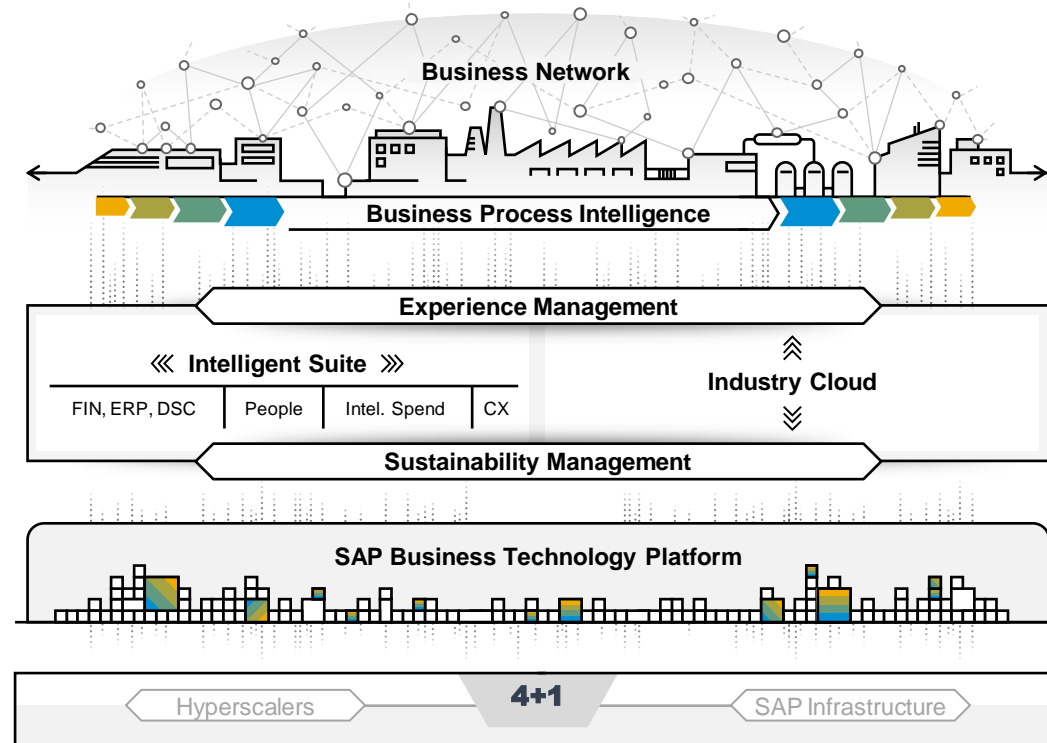 Business Network
Business Process Intelligence
Experience Management
Intelligent Suite
FIN, ERP, DSC
People
Intel. Spend
CX
Industry Cloud
Sustainability Management
SAP Business Technology Platform
Hyperscalers
4+1
SAP Infrastructure